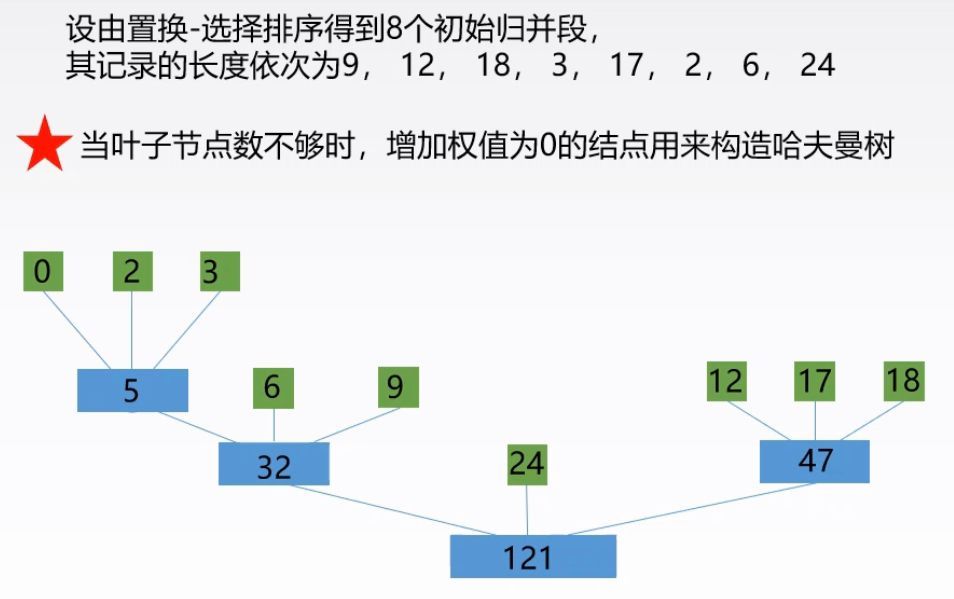 设由置换-选择排序得到8个初始归并段，
其记录的长度依次为9， 12， 18， 3， 17， 2， 6， 24
当叶子节点数不够时，增加权值为0的结点用来构造哈夫曼树
0 2 3
5 6 9 12 17 18
32 24 47
121